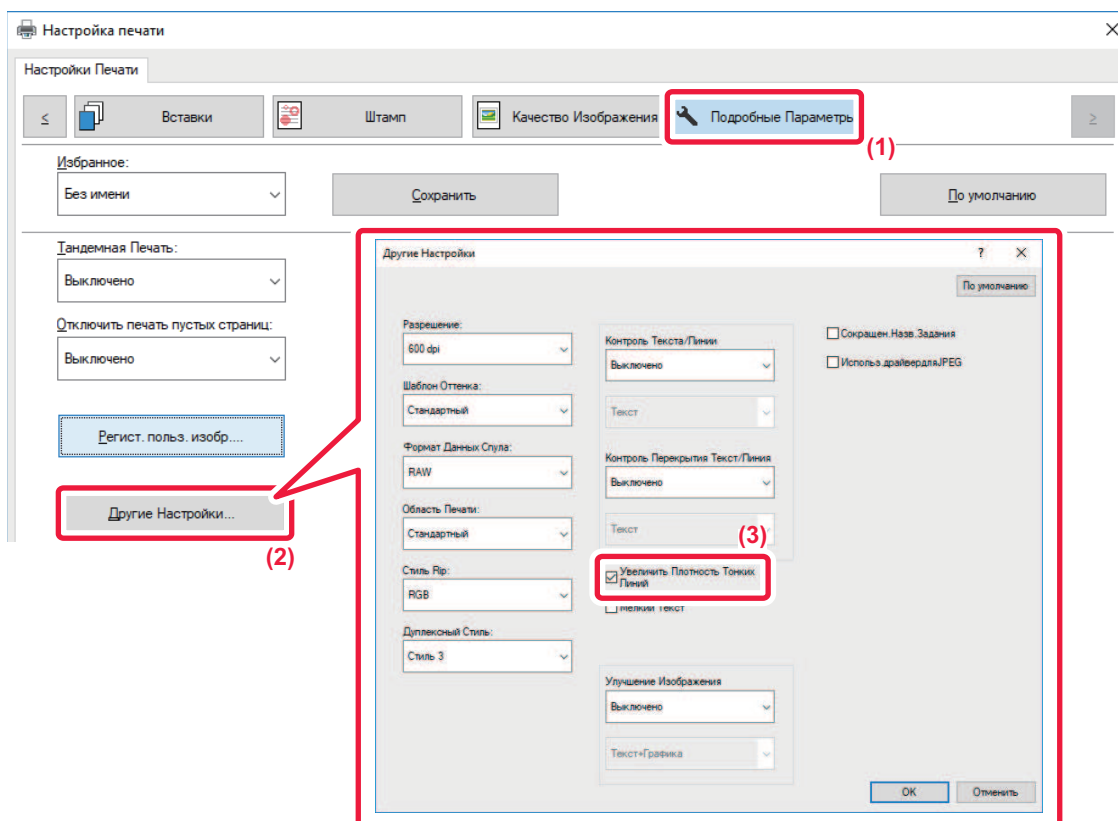 Настройка печати
Настройки Печати
< Вставки Штамп Качество Изображения Подробные Параметры >
(1)
Избранное:
Без имени Сохранить По умолчанию
Тандемная Печать:
Выключено
Отключить печать пустых страниц:
Выключено
Регист. польз. изобр....
Другие Настройки...
(2)
Другие Настройки ?
По умолчанию
Разрешение:
600 dpi
Шаблон Оттенка:
Стандартный
Формат Данных Спула:
RAW
Область Печати:
Стандартный
Стиль Rip:
RGB
Дуплексный Стиль:
Стиль 3
Контроль Текста/Линии
Выключено
Текст
Контроль Перекрытия Текст/Линия
Выключено
Текст
(3)
Увеличить Плотность Тонких
Линий
Мелкий Текст
Улучшение Изображения
Выключено
Текст+Графика
Сокращен.Назв.Задания
Использ.драйвердляJPEG
OK Отменить